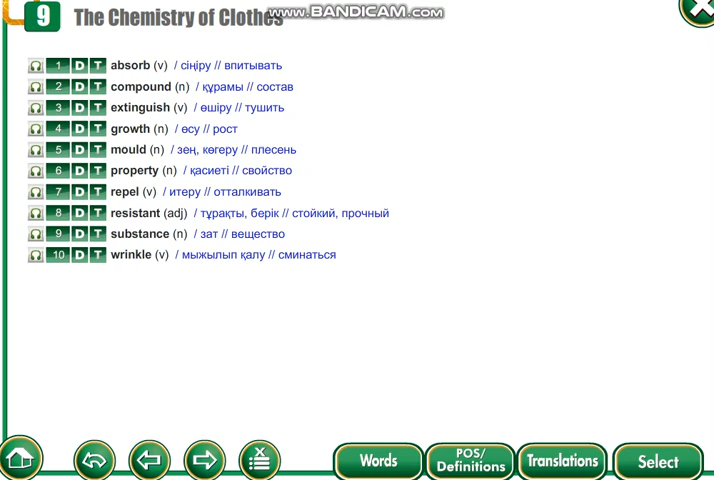 9 The Chemistry of Clothes
www.BANDICAM.com
1 D T absorb (v) / сіңіру // впитывать
2 D T compound (n) / құрамы // состав
3 D T extinguish (v) / өшіру // тушить
4 D T growth (n) / өсу // рост
5 D T mould (n) / зең, көгеру // плесень
6 D T property (n) / қасиеті // свойство
7 D T repel (v) / итеру // отталкивать
8 D T resistant (adj) / тұрақты, берік // стойкий, прочный
9 D T substance (n) / зат // вещество
10 D T wrinkle (v) / мыжылып қалу // сминаться
X
Words
POS/
Definitions
Translations
Select